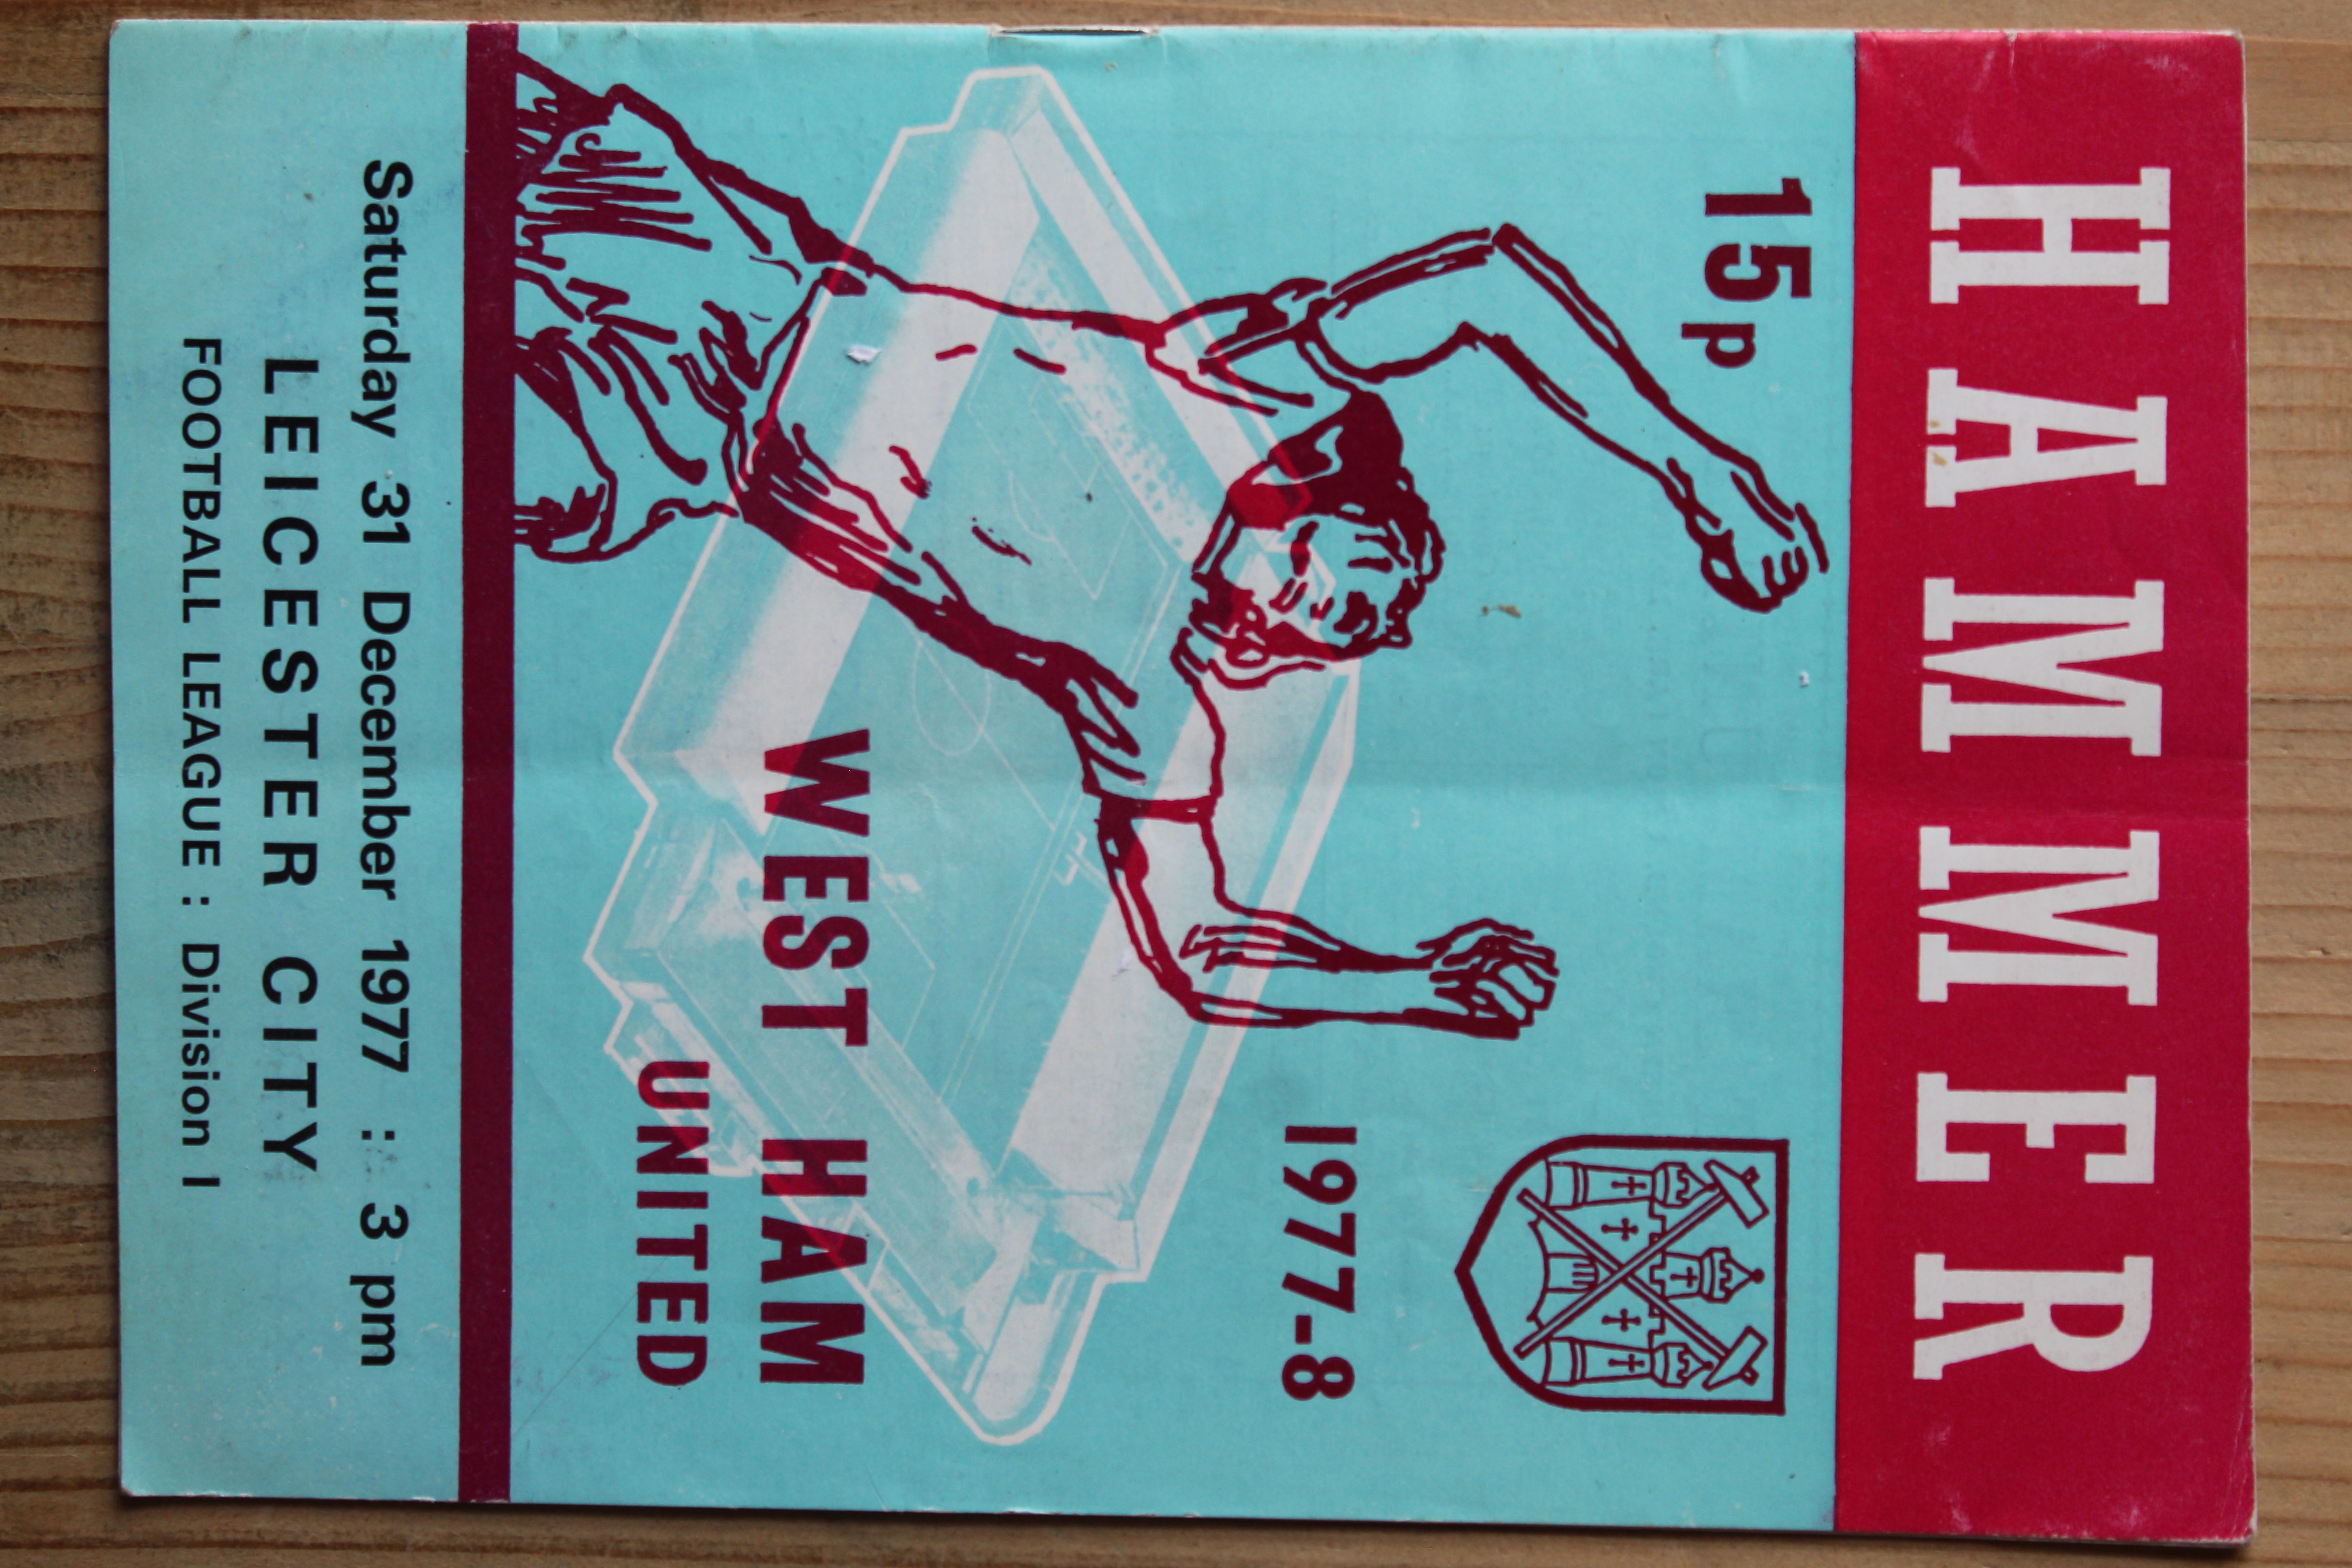 HAMMER
15p
1977-8
WEST HAM
UNITED
Saturday 31 December 1977 : 3 pm
LEICESTER CITY
FOOTBALL LEAGUE : Division I